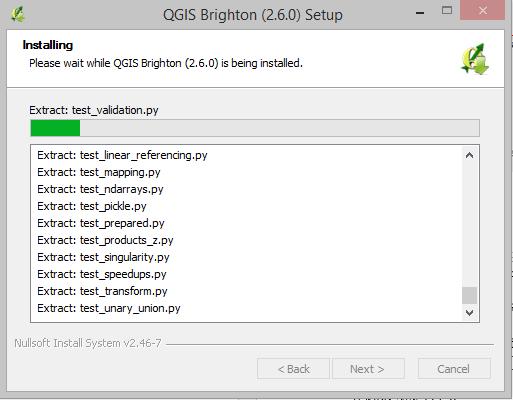 QGIS Brighton (2.6.0) Setup
Installing
Please wait while QGIS Brighton (2.6.0) is being installed.
Extract: test_validation.py
Extract: test_linear_referencing.py
Extract: test_mapping.py
Extract: test_ndarrays.py
Extract: test_pickle.py
Extract: test_prepared.py
Extract: test_products_z.py
Extract: test_singularity.py
Extract: test_speedups.py
Extract: test_transform.py
Extract: test_unary_union.py
Nullsoft Install System v2.46-7
< Back Next > Cancel